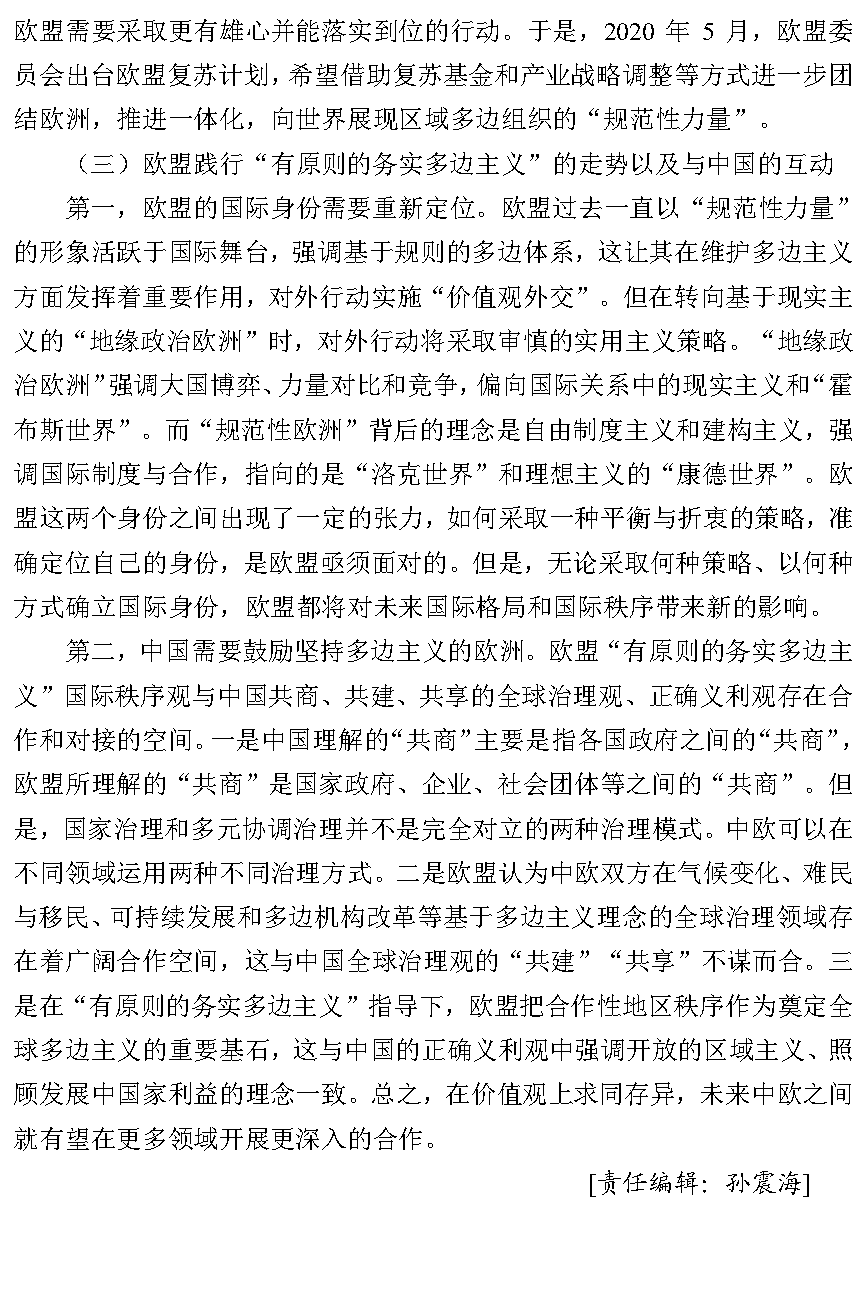 欧盟需要采取更有雄心并能落实到位的行动。于是，2020 年 5 月，欧盟委
员会出台欧盟复苏计划，希望借助复苏基金和产业战略调整等方式进一步团
结欧洲，推进一体化，向世界展现区域多边组织的“规范性力量”。
（三）欧盟践行“有原则的务实多边主义”的走势以及与中国的互动
第一，欧盟的国际身份需要重新定位。欧盟过去一直以“规范性力量”
的形象活跃于国际舞台，强调基于规则的多边体系，这让其在维护多边主义
方面发挥着重要作用，对外行动实施“价值观外交”。但在转向基于现实主
义的“地缘政治欧洲”时，对外行动将采取审慎的实用主义策略。“地缘政
治欧洲”强调大国博弈、力量对比和竞争，偏向国际关系中的现实主义和“霍
布斯世界”。而“规范性欧洲”背后的理念是自由制度主义和建构主义，强
调国际制度与合作，指向的是“洛克世界”和理想主义的“康德世界”。欧
盟这两个身份之间出现了一定的张力，如何采取一种平衡与折衷的策略，准
确定位自己的身份，是欧盟亟须面对的。但是，无论采取何种策略、以何种
方式确立国际身份，欧盟都将对未来国际格局和国际秩序带来新的影响。
第二，中国需要鼓励坚持多边主义的欧洲。欧盟“有原则的务实多边主
义”国际秩序观与中国共商、共建、共享的全球治理观、正确义利观存在合
作和对接的空间。一是中国理解的“共商”主要是指各国政府之间的“共商”，
欧盟所理解的“共商”是国家政府、企业、社会团体等之间的“共商”。但
是，国家治理和多元协调治理并不是完全对立的两种治理模式。中欧可以在
不同领域运用两种不同治理方式。二是欧盟认为中欧双方在气候变化、难民
与移民、可持续发展和多边机构改革等基于多边主义理念的全球治理领域存
在着广阔合作空间，这与中国全球治理观的“共建”“共享”不谋而合。三
是在“有原则的务实多边主义”指导下，欧盟把合作性地区秩序作为奠定全
球多边主义的重要基石，这与中国的正确义利观中强调开放的区域主义、照
顾发展中国家利益的理念一致。总之，在价值观上求同存异，未来中欧之间
就有望在更多领域开展更深入的合作。
[责任编辑：孙震海]